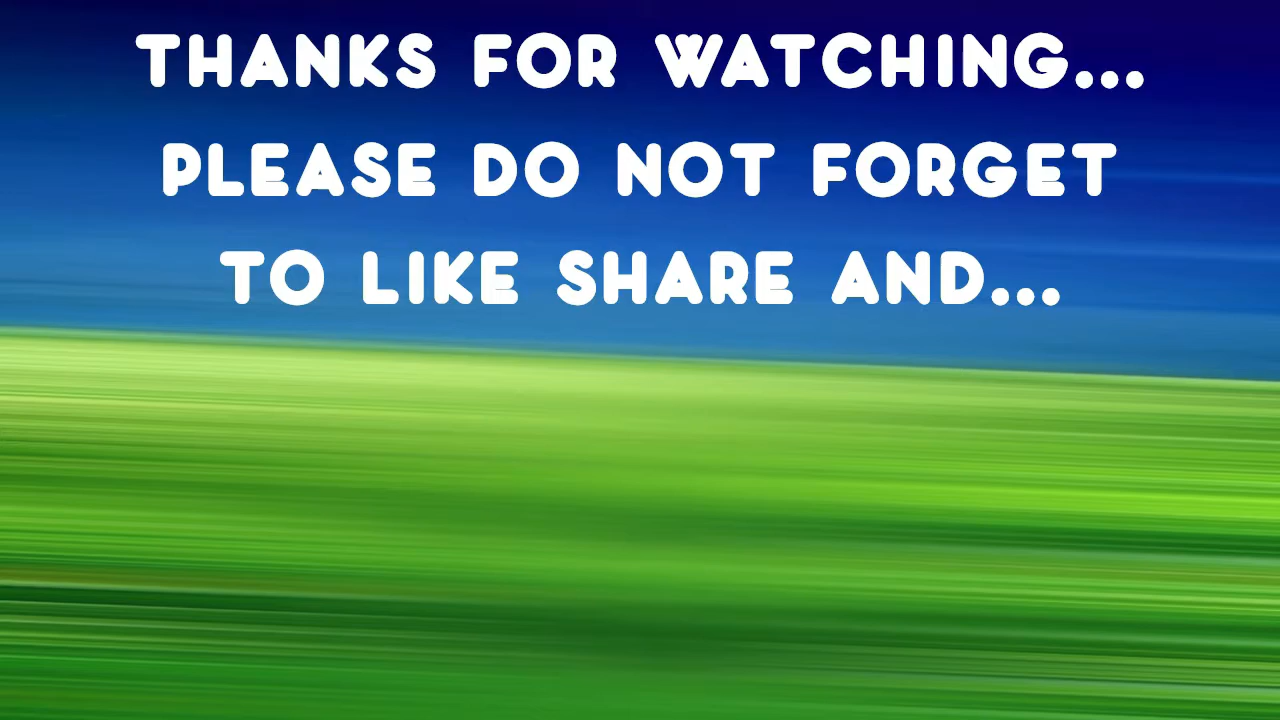 THANKS FOR WATCHING...
PLEASE DO NOT FORGET
TO LIKE SHARE AND...